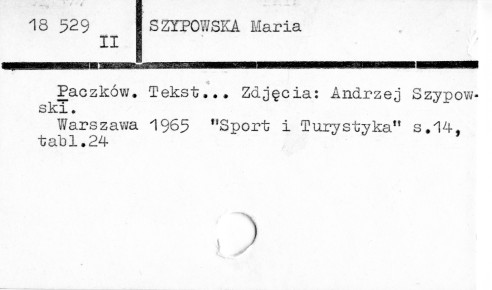 18 529
II
SZYPOWSKA Maria
Paczków. Tekst... Zdjęcia: Andrzej Szypow-
ski.
Warszawa 1965 "Sport i Turystyka" s.14,
tabl.24